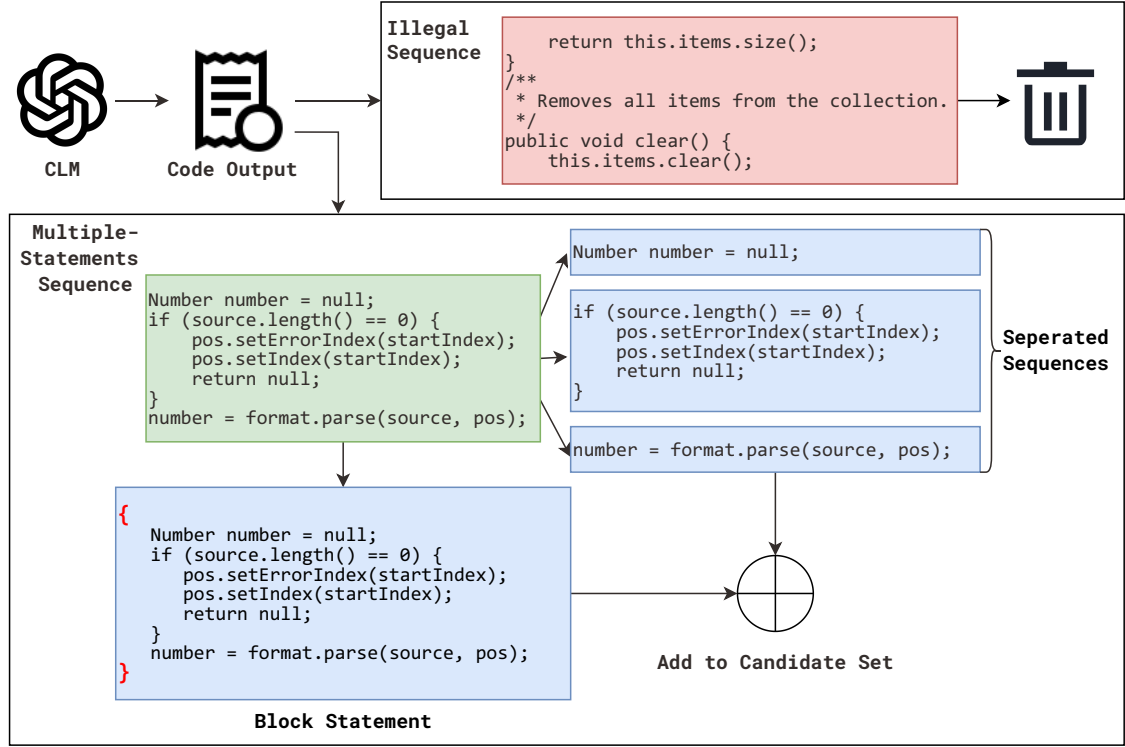 Illegal
Sequence
    return this.items.size();
}
/**
 * Removes all items from the collection.
 */
public void clear() {
    this.items.clear();
CLM
Code Output
Multiple-
Statements
Sequence
Number number = null;
if (source.length() == 0) {
    pos.setErrorIndex(startIndex);
    pos.setIndex(startIndex);
    return null;
}
number = format.parse(source, pos);
Number number = null;
if (source.length() == 0) {
    pos.setErrorIndex(startIndex);
    pos.setIndex(startIndex);
    return null;
}
number = format.parse(source, pos);
Seperated
Sequences
{
   Number number = null;
   if (source.length() == 0) {
      pos.setErrorIndex(startIndex);
      pos.setIndex(startIndex);
      return null;
   }
   number = format.parse(source, pos);
}
Block Statement
Add to Candidate Set